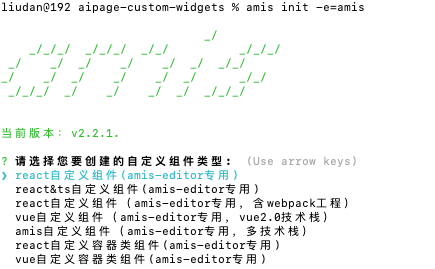 liudan@192 aipage-custom-widgets % amis init -e=amis
当前版本：v2.2.1.
? 请选择您要创建的自定义组件类型: (Use arrow keys)
❯ react自定义组件(amis-editor专用)
react&ts自定义组件(amis-editor专用)
react自定义组件 (amis-editor专用, 含webpack工程)
vue自定义组件 (amis-editor专用, vue2.0技术栈)
amis自定义组件 (amis-editor专用, 多技术栈)
react自定义容器类组件(amis-editor专用)
vue自定义容器类组件(amis-editor专用)